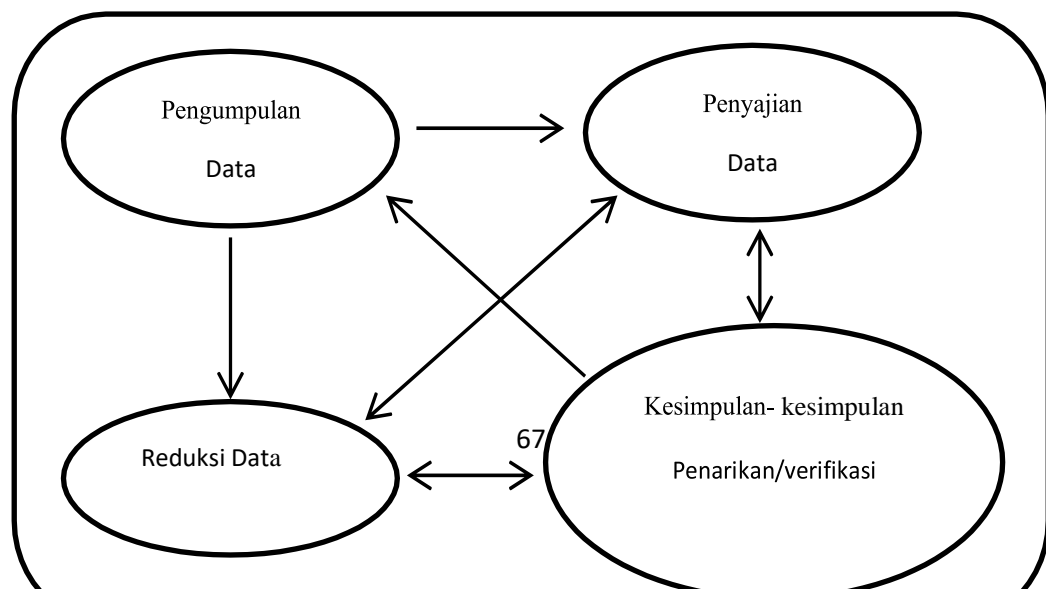 Pengumpulan
Data
Penyajian
Data
Reduksi Data
67
Kesimpulan- kesimpulan
Penarikan/verifikasi